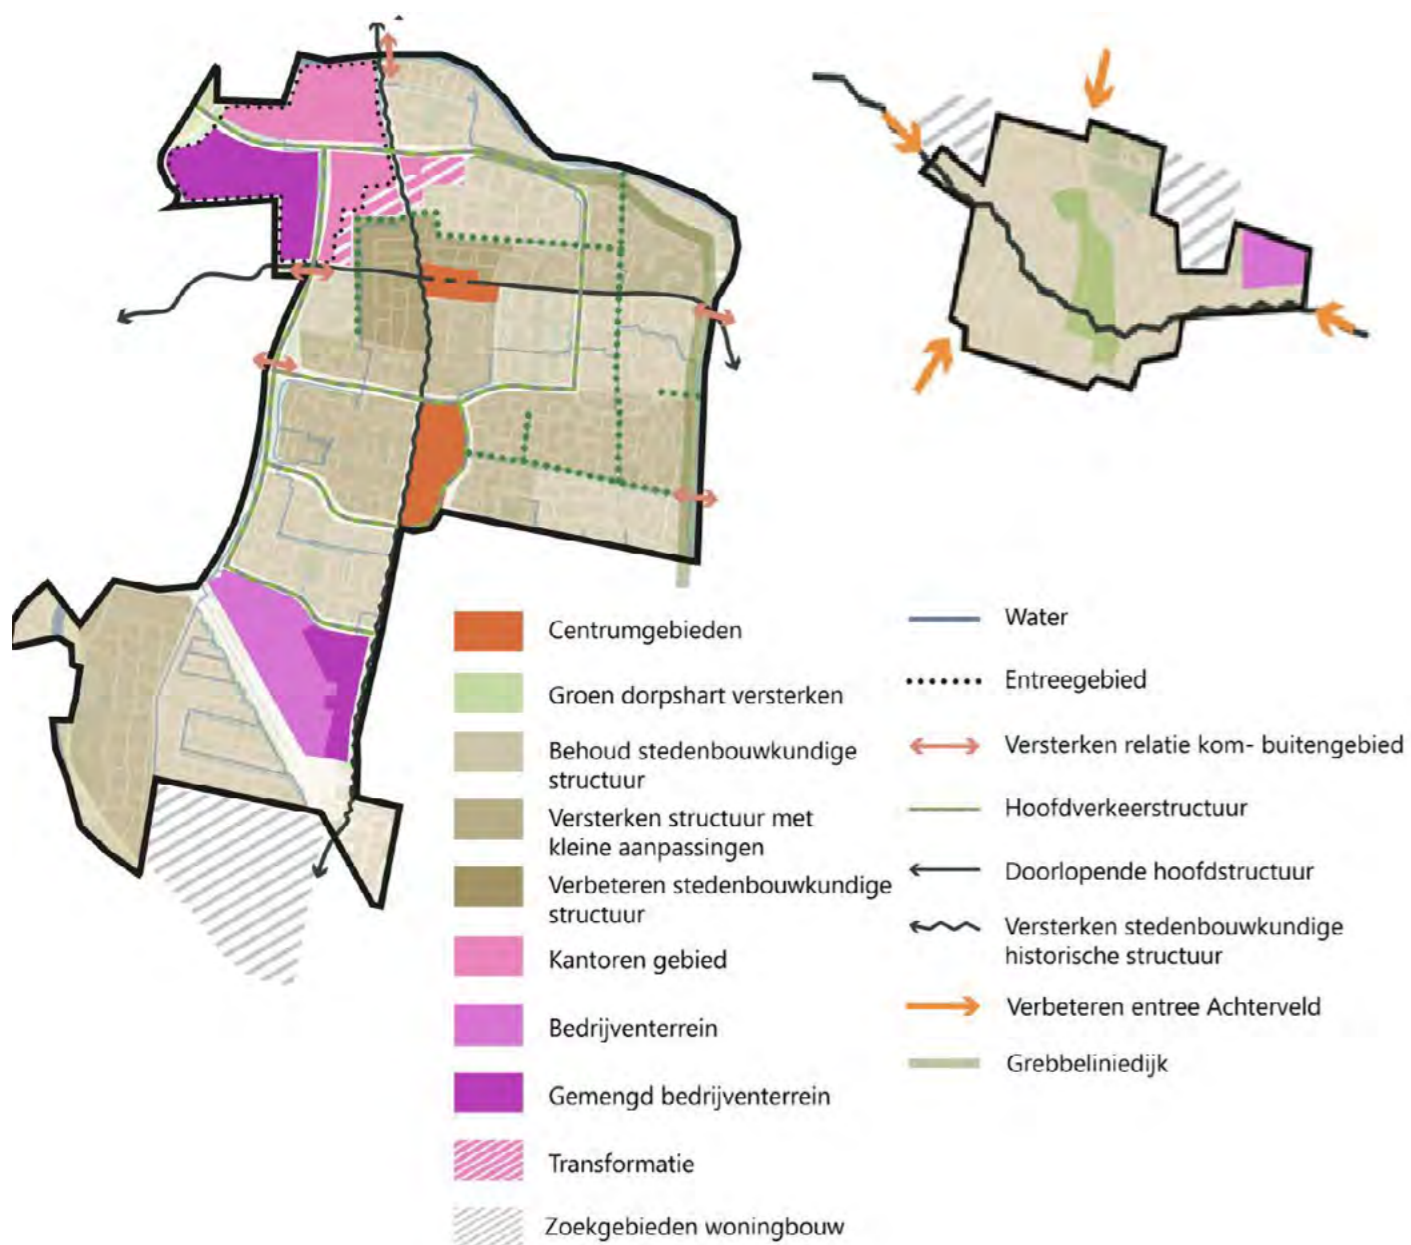 Centrumgebieden
Groen dorpshart versterken
Behoud stedenbouwkundige
structuur
Versterken structuur met
kleine aanpassingen
Verbeteren stedenbouwkundige
structuur
Kantoren gebied
Bedrijventerrein
Gemengd bedrijventerrein
Transformatie
Zoekgebieden woningbouw
Water
Entreegebied
Versterken relatie kom- buitengebied
Hoofdverkeerstructuur
Doorlopende hoofdstructuur
Versterken stedenbouwkundige
historische structuur
Verbeteren entree Achterveld
Grebbeliniedijk